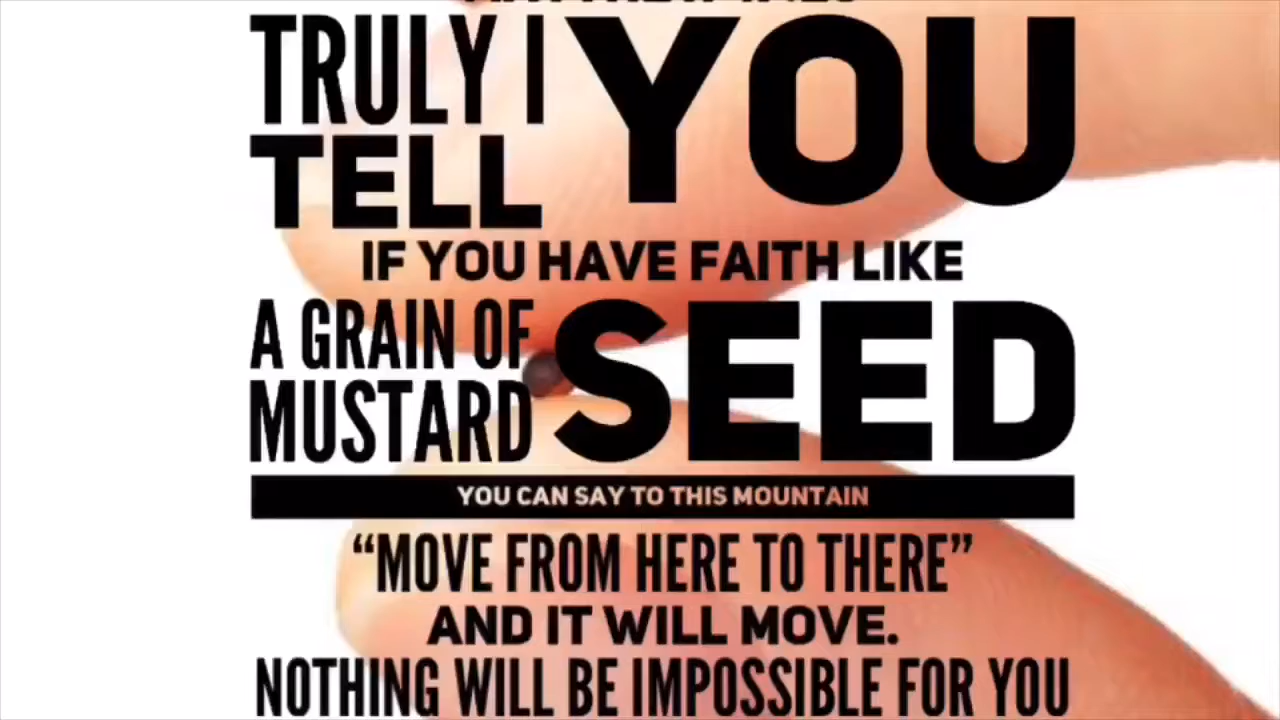 TRULY I
TELL
YOU
IF YOU HAVE FAITH LIKE
A GRAIN OF
MUSTARD
SEED
YOU CAN SAY TO THIS MOUNTAIN
“MOVE FROM HERE TO THERE”
AND IT WILL MOVE.
NOTHING WILL BE IMPOSSIBLE FOR YOU